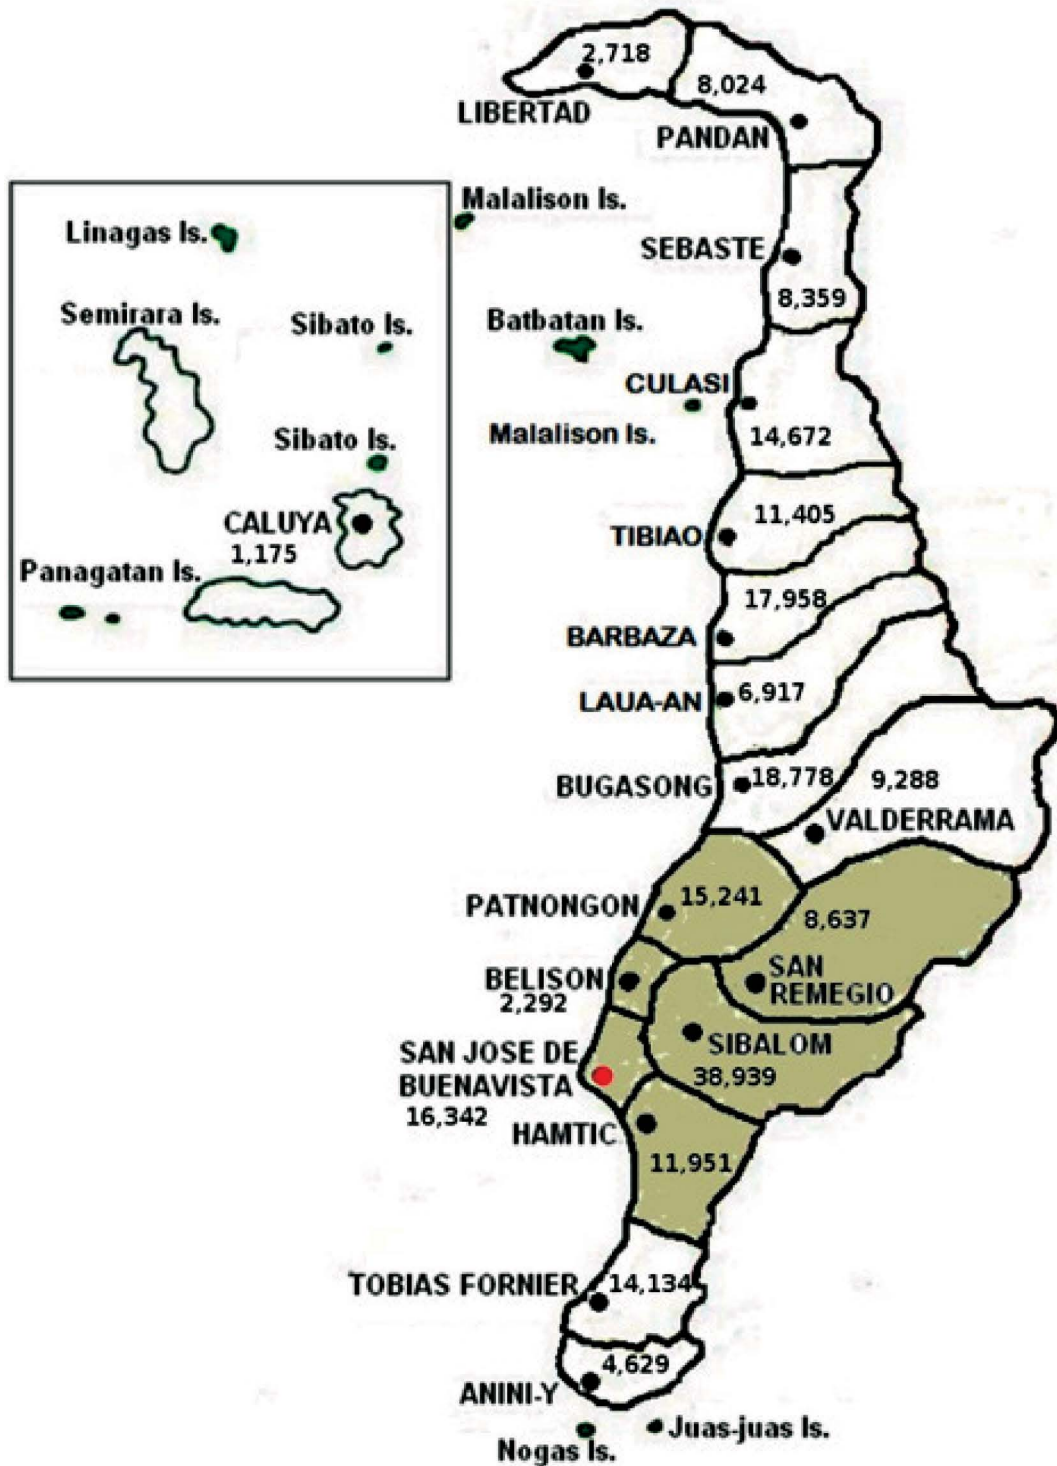 2,718
LIBERTAD
8,024
PANDAN
Malalison Is.
Linagas Is.
SEBASTE
8,359
Semirara Is.
Sibato Is.
Batbatan Is.
CULASI
Malalison Is.
14,672
Sibato Is.
11,405
CALUYA
1,175
TIBIAO
Panagatan Is.
17,958
BARBAZA
LAUA-AN
6,917
BUGASONG
18,778
9,288
VALDERRAMA
PATNONGON
15,241
8,637
BELISON
2,292
SAN
REMEGIO
SAN JOSE DE
BUENAVISTA
16,342
SIBALOM
38,939
HAMTIC
11,951
TOBIAS FORNIER
14,134
4,629
ANINI-Y
Nogas Is.
Juas-juas Is.